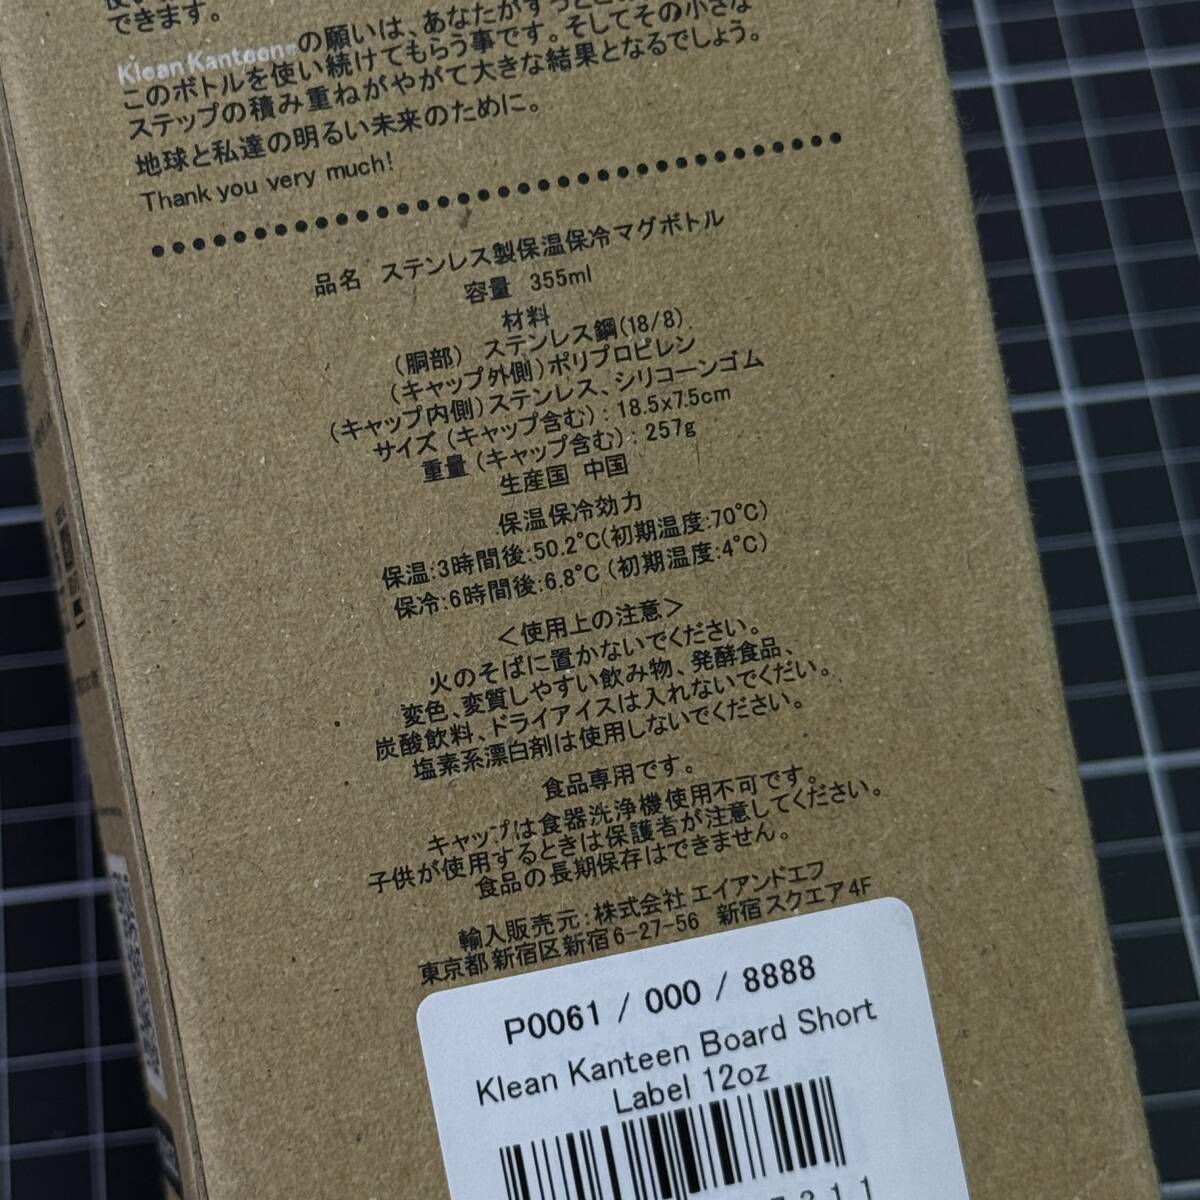 できます。
Klean Kanteen®の願いは、あなたがずっと
このボトルを使い続けてもらう事です。そしてその小さな
ステップの積み重ねがやがて大きな結果となるでしょう。
地球と私達の明るい未来のために。
Thank you very much!
品名 ステンレス製保温保冷マグボトル
容量 355ml
材料
(胴部) ステンレス鋼(18/8)
(キャップ外側)ポリプロピレン
(キャップ内側)ステンレス、シリコーンゴム
サイズ(キャップ含む):18.5x7.5cm
重量(キャップ含む):257g
生産国 中国
保温保冷効力
保温:3時間後:50.2°C(初期温度:70°C)
保冷:6時間後:6.8°C(初期温度:4°C)
<使用上の注意>
火のそばに置かないでください。
変色、変質しやすい飲み物、発酵食品、
炭酸飲料、ドライアイスは入れないでくだい。
塩素系漂白剤は使用しないでください。
食品専用です。
キャップは食器洗浄機使用不可です。
子供が使用するときは保護者が注意してください。
食品の長期保存はできません。
輸入販売元:株式会社 エイアンドエフ
東京都新宿区新宿6-27-56 新宿スクエア4F
P0061 / 000 / 8888
Klean Kanteen Board Short
Label 12oz